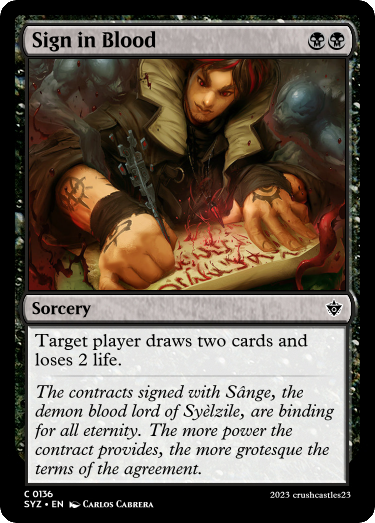 Sign in Blood
Sorcery
Target player draws two cards and
loses 2 life.
The contracts signed with Sânge, the
demon blood lord of Syèlzile, are binding
for all eternity. The more power the
contract provides, the more grotesque the
terms of the agreement.
C 0136
SYZ • EN Carlos Cabrera
2023 crushcastles23